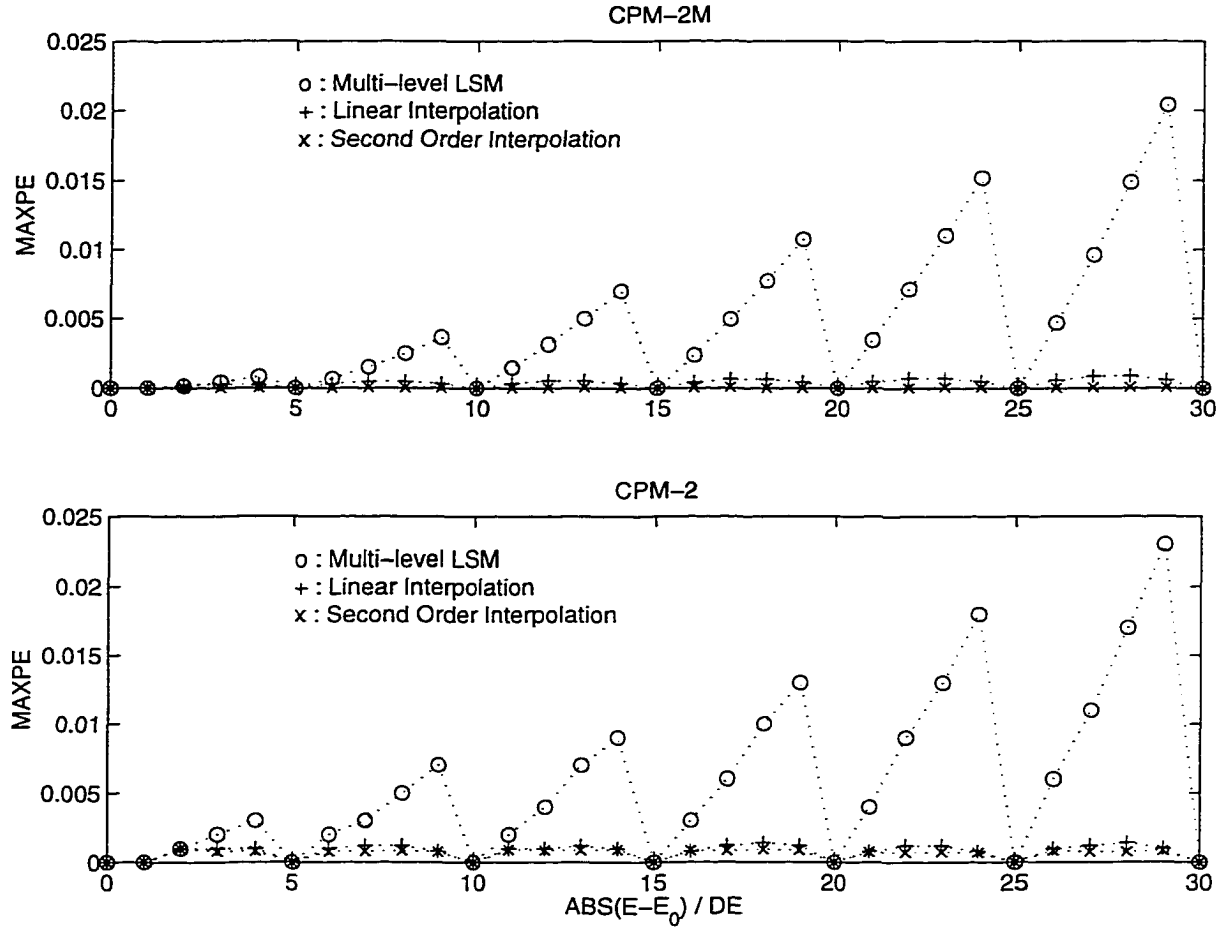 CPM-2M
0.025
0.02
0.015
0.01
0.005
0
MAXPE
o : Multi-level LSM
+ : Linear Interpolation
x : Second Order Interpolation
0 5 10 15 20 25 30
CPM-2
0.025
0.02
0.015
0.01
0.005
0
MAXPE
o : Multi-level LSM
+ : Linear Interpolation
x : Second Order Interpolation
0 5 10 15 20 25 30
ABS(E-E₀) / DE